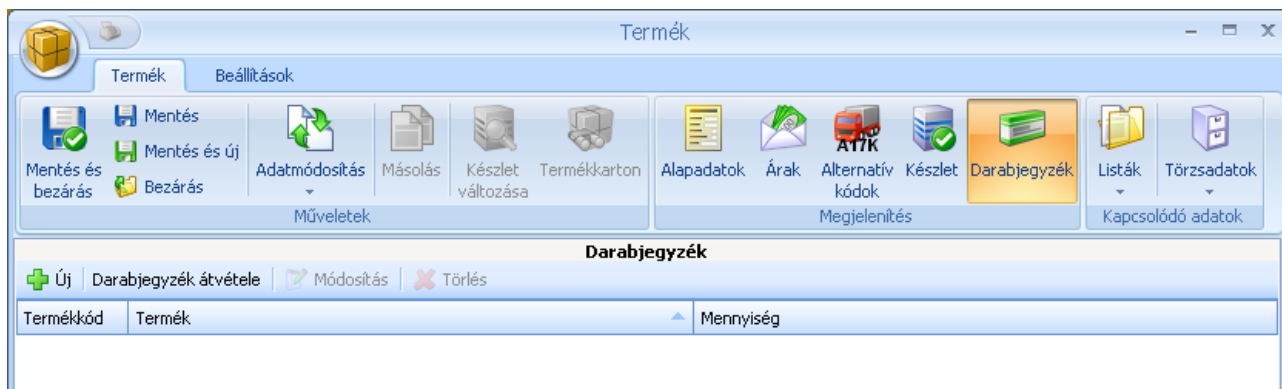 Termék
Termék Beállítások
Mentés és bezárás
Mentés
Mentés és új
Bezárás
Adatmódosítás
Másolás
Készlet változása
Termékkarton
Műveletek
Alapadatok
Árak
A17K
Alternatív kódok
Készlet
Darabjegyzék
Megjelenítés
Listák
Törzsadatok
Kapcsolódó adatok
Darabjegyzék
Új Darabjegyzék átvétele Módosítás Törlés
Termékkód Termék Mennyiség